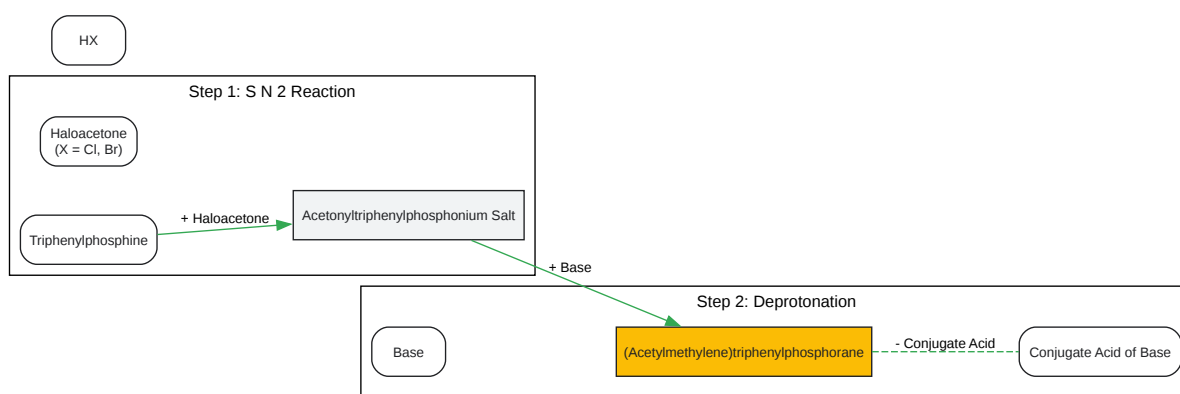 HX
Step 1: S N 2 Reaction
Haloacetone
(X = Cl, Br)
Triphenylphosphine
+ Haloacetone
Acetonyltriphenylphosphonium Salt
+ Base
Step 2: Deprotonation
Base
(Acetylmethylene)triphenylphosphorane
- Conjugate Acid
Conjugate Acid of Base